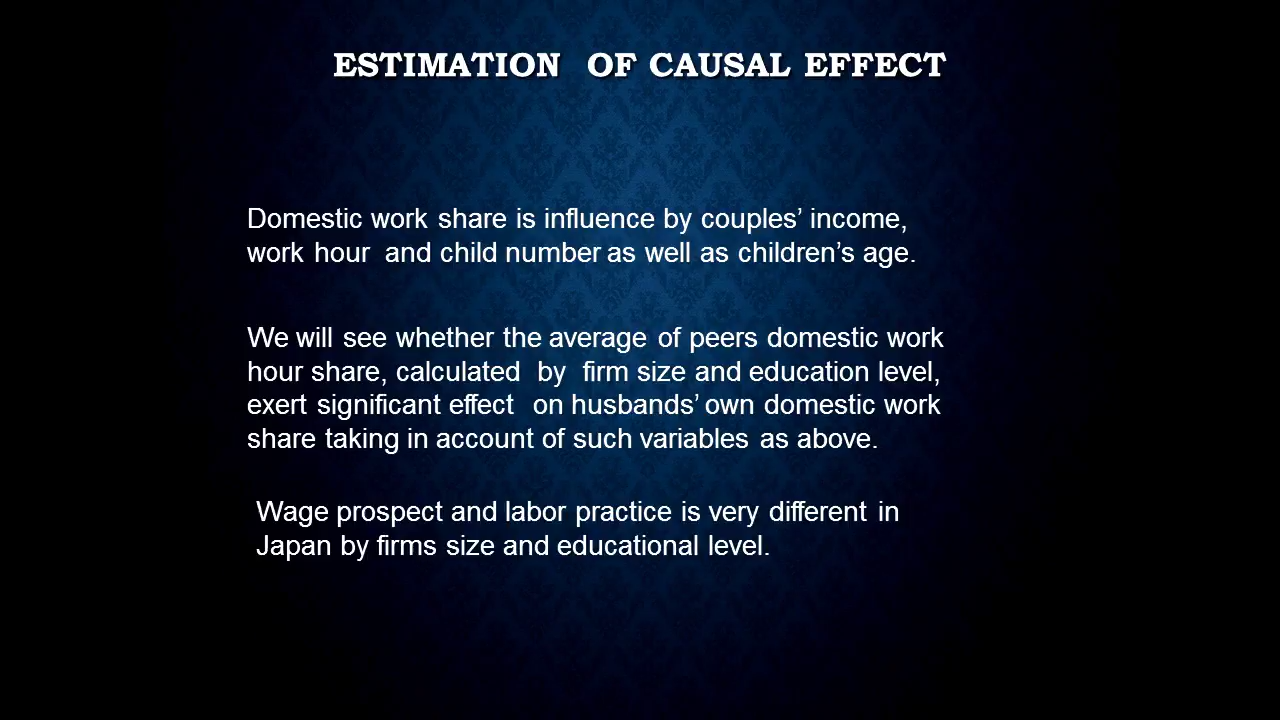 ESTIMATION OF CAUSAL EFFECT
Domestic work share is influence by couples’ income,
work hour and child number as well as children’s age.
We will see whether the average of peers domestic work
hour share, calculated by firm size and education level,
exert significant effect on husbands’ own domestic work
share taking in account of such variables as above.
Wage prospect and labor practice is very different in
Japan by firms size and educational level.